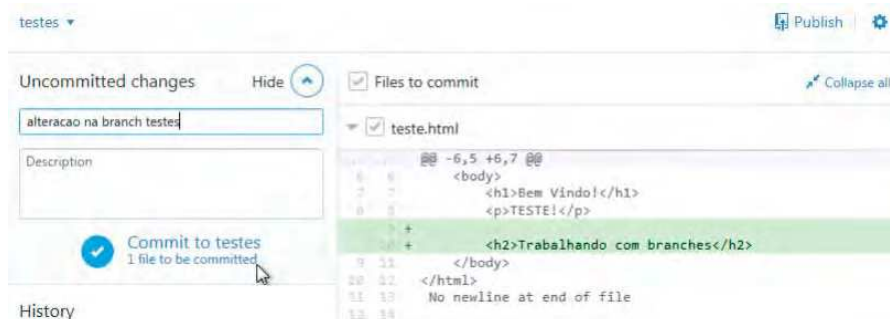 testes
Publish
Uncommitted changes
Hide
Files to commit
Collapse all
alteracao na branch testes
teste.html
Description
@@ -6,5 +6,7 @@
6 6 <body>
7 7 <h1>Bem Vindo!</h1>
8 8 <p>TESTE!</p>
9 +
10 + <h2>Trabalhando com branches</h2>
9 11 </body>
10 12 </html>
11 13 No newline at end of file
12 14
Commit to testes
1 file to be committed
History